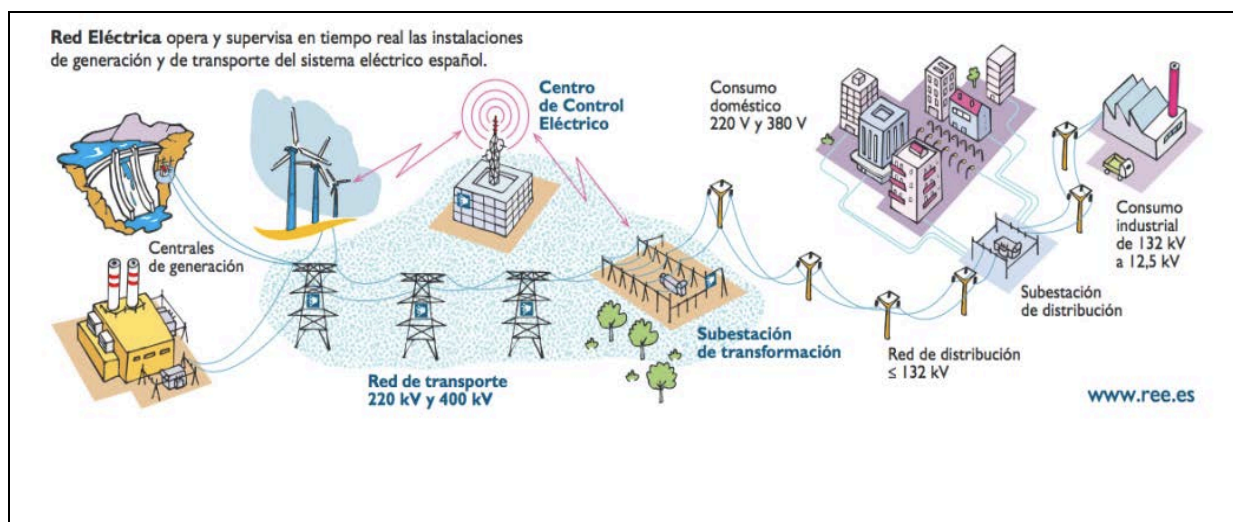 Red Eléctrica opera y supervisa en tiempo real las instalaciones
de generación y de transporte del sistema eléctrico español.
Centro
de Control
Eléctrico
Consumo
doméstico
220 V y 380 V
Centrales
de generación
Consumo
industrial
de 132 kV
a 12,5 kV
Subestación
de distribución
Subestación
de transformación
Red de distribución
≤ 132 kV
Red de transporte
220 kV y 400 kV
www.ree.es